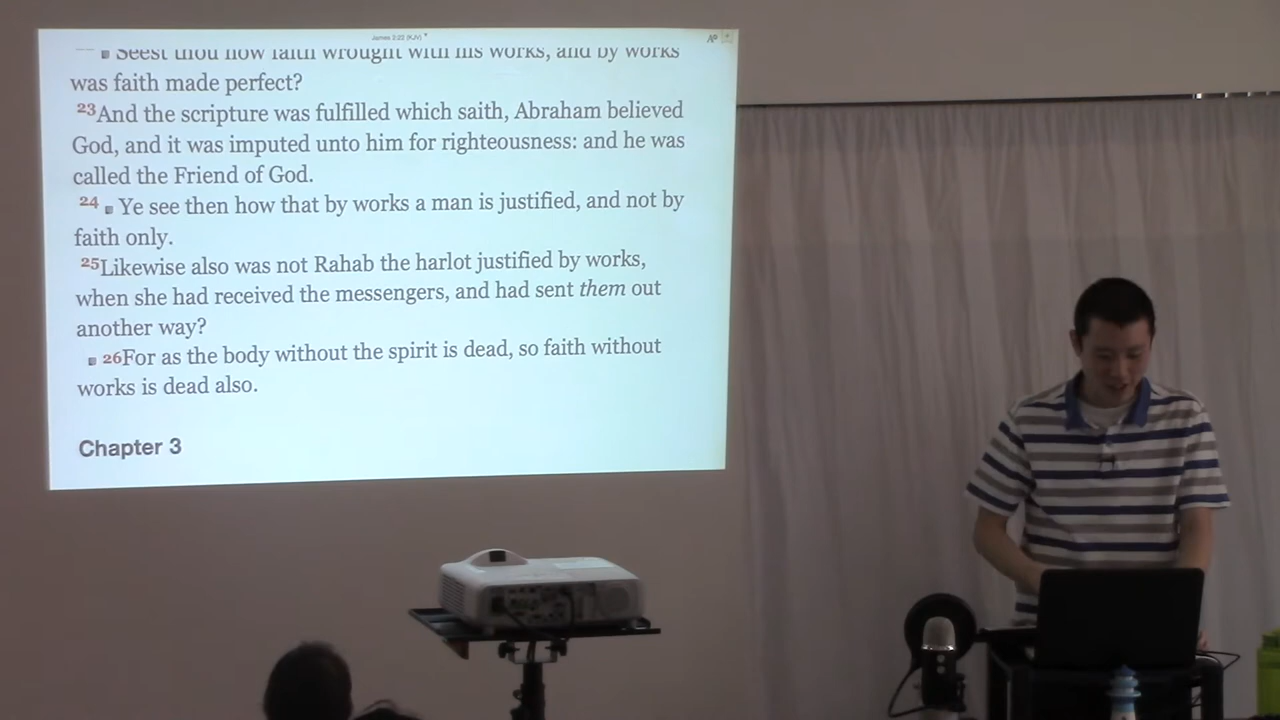 James 2:22 (KJV)
Seest thou how faith wrought with his works, and by works
was faith made perfect?
23And the scripture was fulfilled which saith, Abraham believed
God, and it was imputed unto him for righteousness: and he was
called the Friend of God.
24 Ye see then how that by works a man is justified, and not by
faith only.
25Likewise also was not Rahab the harlot justified by works,
when she had received the messengers, and had sent them out
another way?
26For as the body without the spirit is dead, so faith without
works is dead also.
Chapter 3